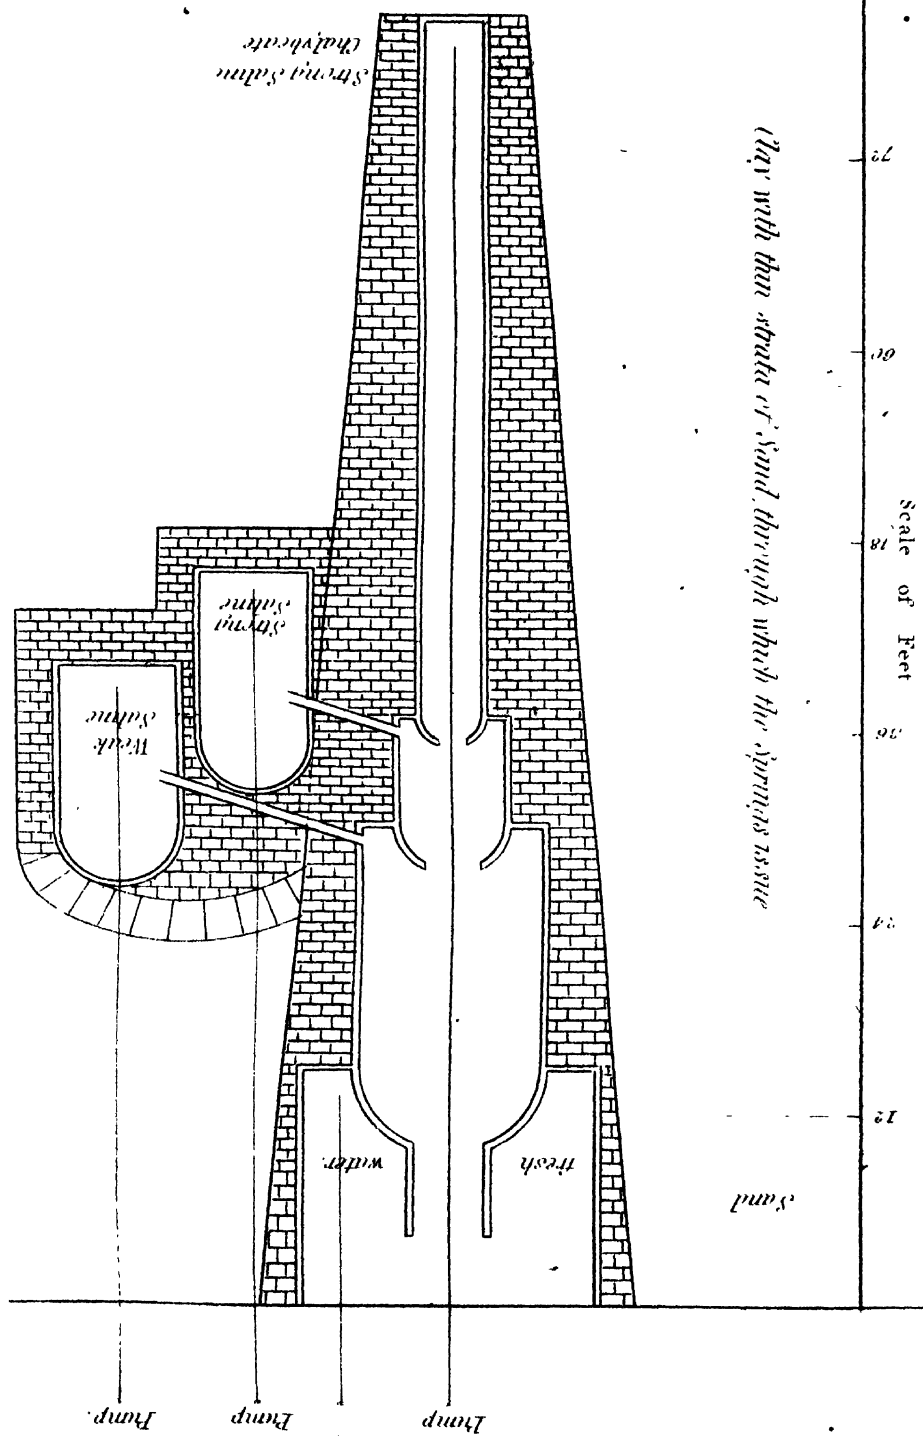 Pump
Pump
Pump.
Sand
fresh
water.
12
24
36
48
60
72
Scale of Feet
Clay with thin strata of Sand, through which the Springs issue
Weak
Saline
Strong
Saline
Strong Saline
Chalybeate